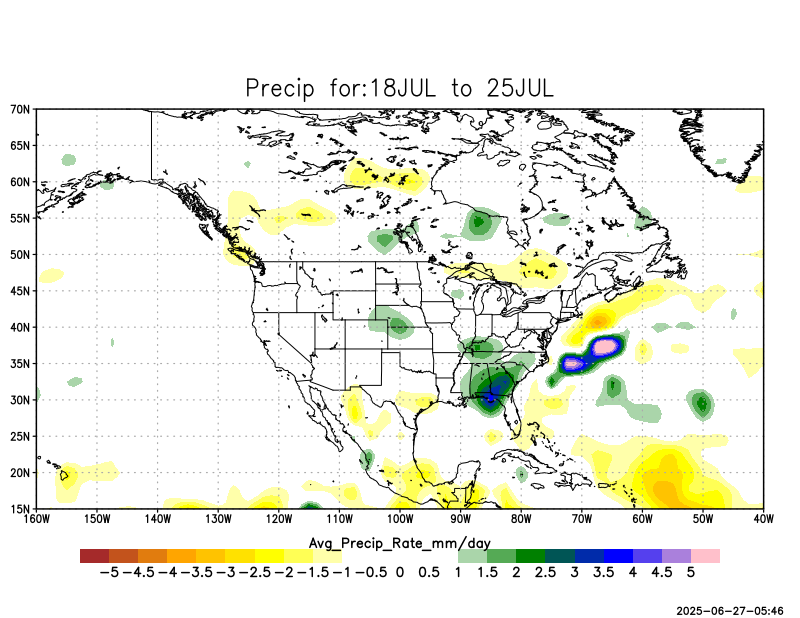 Precip for:18JUL to 25JUL
70N
65N
60N
55N
50N
45N
40N
35N
30N
25N
20N
15N
160W 150W 140W 130W 120W 110W 100W 90W 80W 70W 60W 50W 40W
Avg_Precip_Rate_mm/day
-5 -4.5 -4 -3.5 -3 -2.5 -2 -1.5 -1 -0.5 0 0.5 1 1.5 2 2.5 3 3.5 4 4.5 5
2025-06-27-05:46